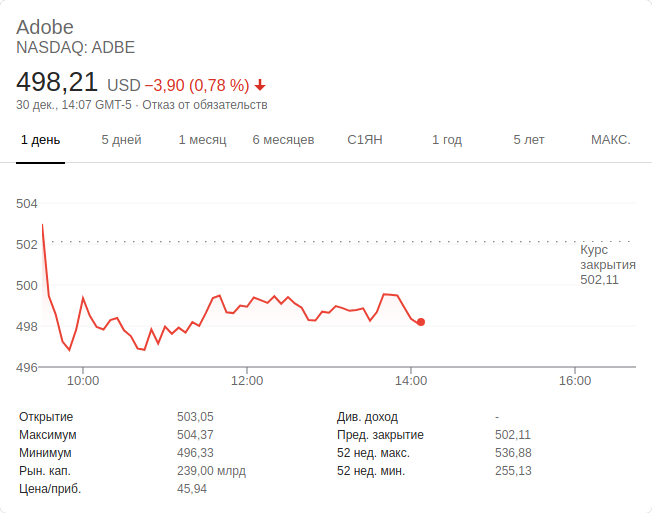 Adobe
NASDAQ: ADBE
498,21 USD −3,90 (0,78 %)
30 дек., 14:07 GMT-5 · Отказ от обязательств
1 день 5 дней 1 месяц 6 месяцев С1ЯН 1 год 5 лет МАКС.
504
502
500
498
496
Курс
закрытия
502,11
10:00 12:00 14:00 16:00
Открытие 503,05 Див. доход -
Максимум 504,37 Пред. закрытие 502,11
Минимум 496,33 52 нед. макс. 536,88
Рын. кап. 239,00 млрд 52 нед. мин. 255,13
Цена/приб. 45,94